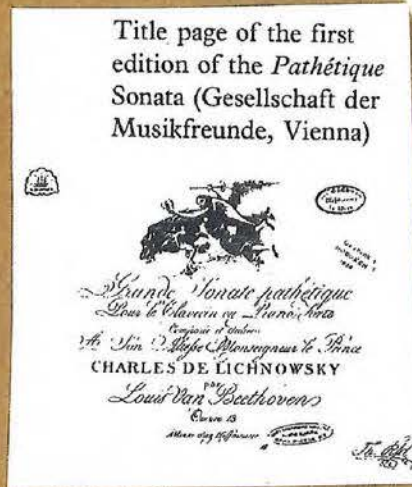 Title page of the first
edition of the Pathétique
Sonata (Gesellschaft der
Musikfreunde, Vienna)
Grande Sonate pathétique
Pour le Clavecin ou Piano-Forte
Composée et dediée
A Son Altesse Monseigneur le Prince
CHARLES DE LICHNOWSKY
par
Louis Van Beethoven
Oeuvre 13